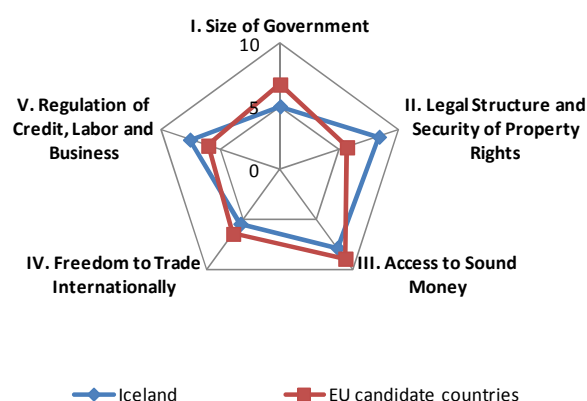 I. Size of Government
10
5
0
II. Legal Structure and
Security of Property
Rights
III. Access to Sound
Money
IV. Freedom to Trade
Internationally
V. Regulation of
Credit, Labor and
Business
Iceland
EU candidate countries